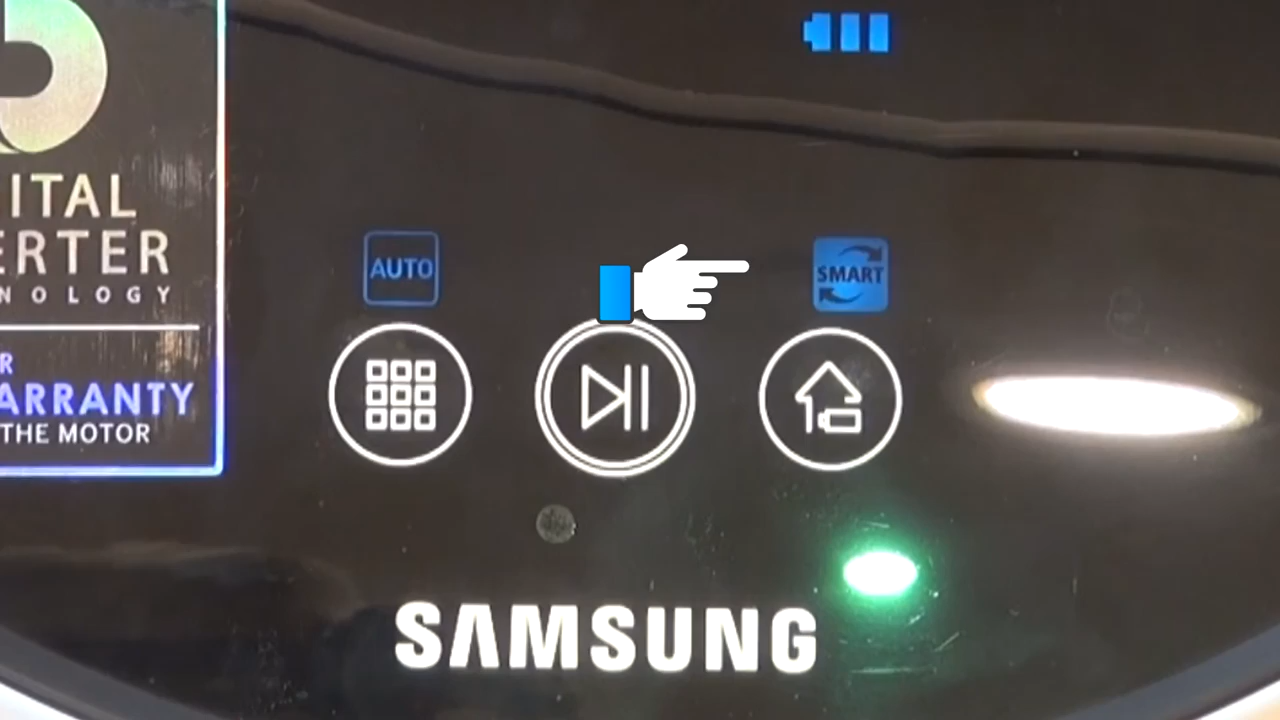 ITAL
ERTER
NOLOGY
R
ARRANTY
THE MOTOR
AUTO
SMART
SAMSUNG